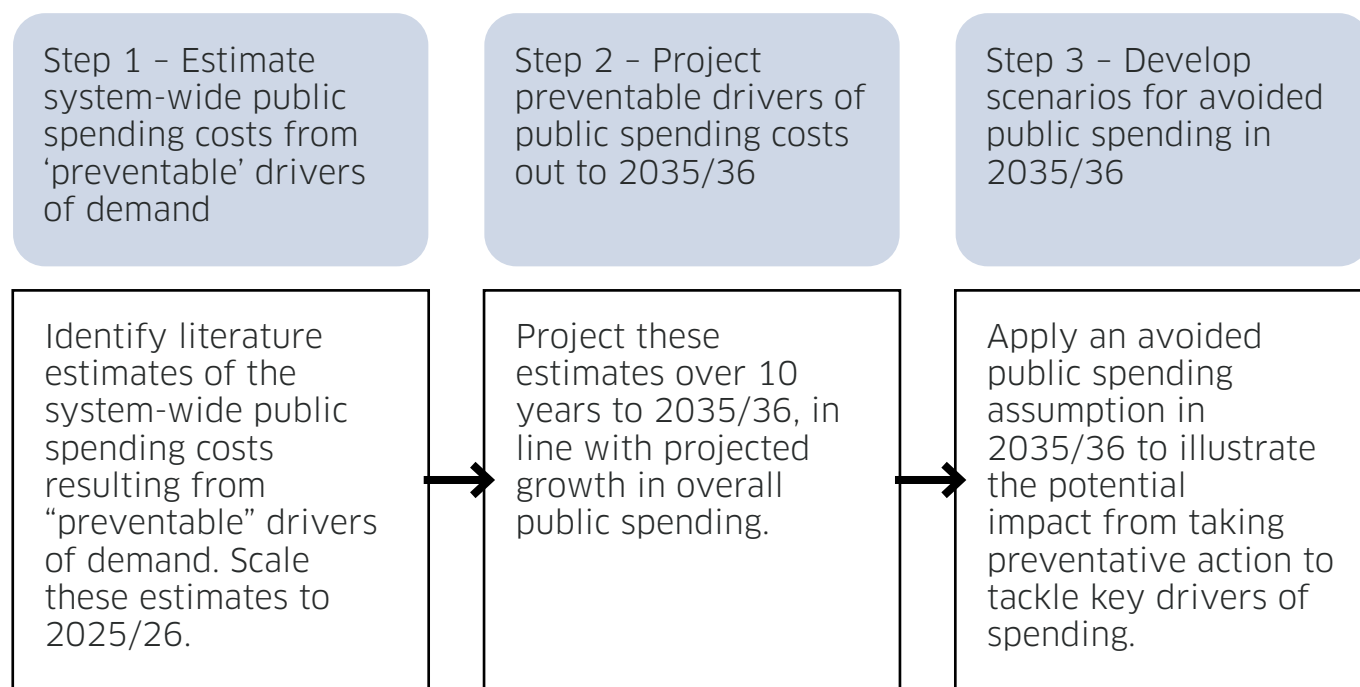 Step 1 – Estimate
system-wide public
spending costs from
‘preventable’ drivers
of demand
Step 2 – Project
preventable drivers of
public spending costs
out to 2035/36
Step 3 – Develop
scenarios for avoided
public spending in
2035/36
Identify literature
estimates of the
system-wide public
spending costs
resulting from
“preventable” drivers
of demand. Scale
these estimates to
2025/26.
Project these
estimates over 10
years to 2035/36, in
line with projected
growth in overall
public spending.
Apply an avoided
public spending
assumption in
2035/36 to illustrate
the potential
impact from taking
preventative action to
tackle key drivers of
spending.